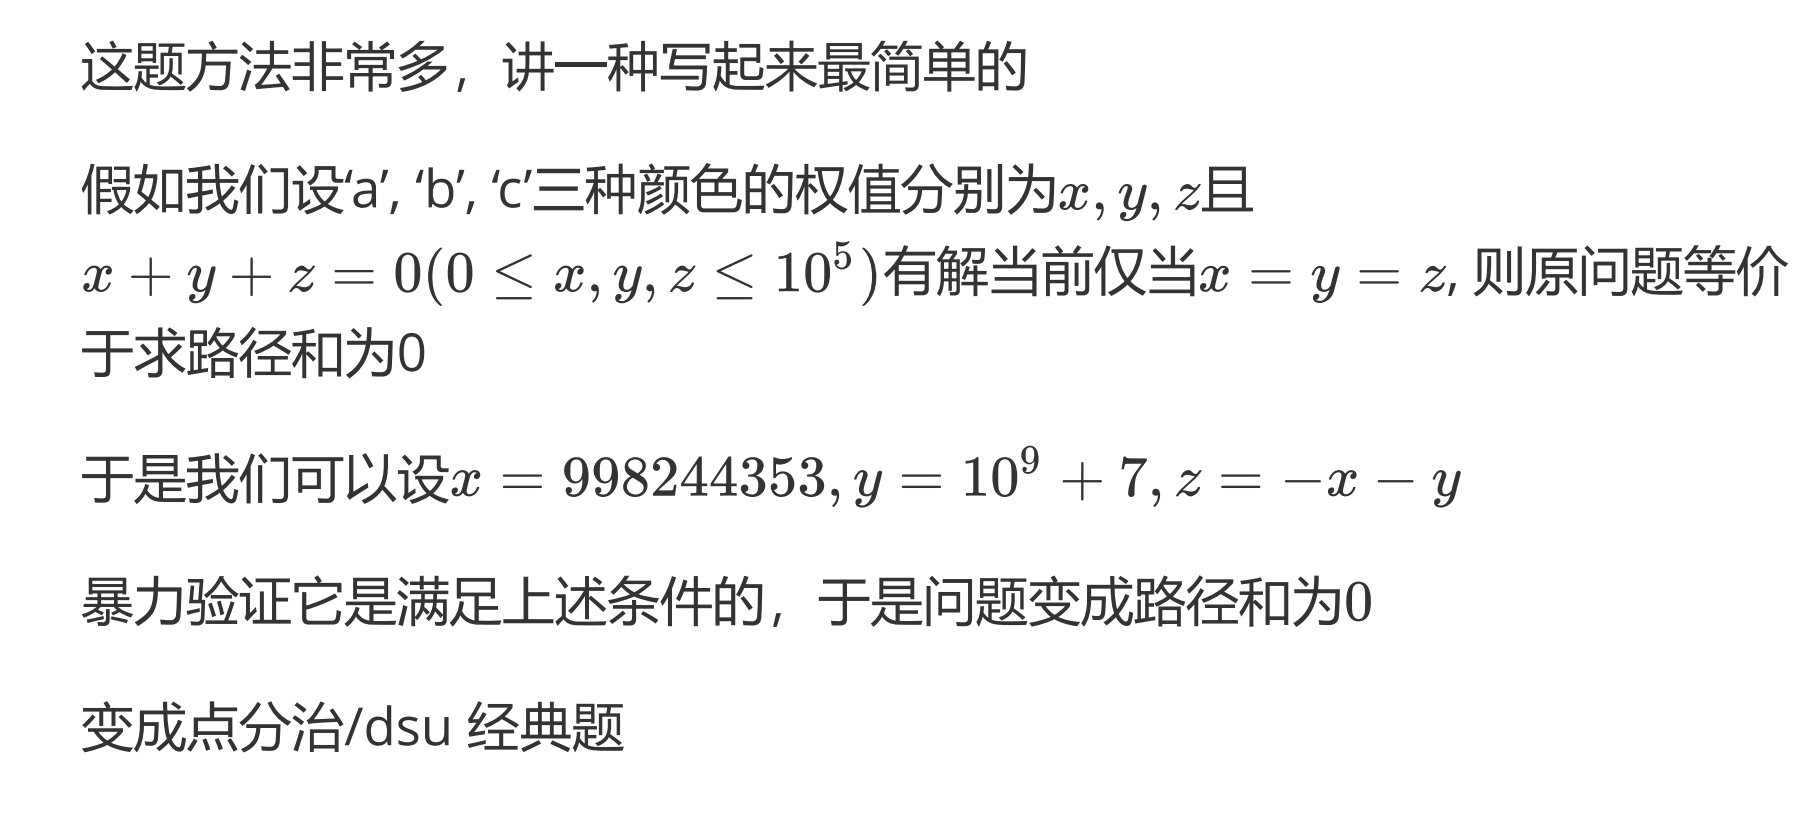 这题方法非常多，讲一种写起来最简单的
假如我们设‘a’, ‘b’, ‘c’三种颜色的权值分别为x, y, z且
x + y + z = 0(0 ≤ x, y, z ≤ 10^5)有解当前仅当x = y = z, 则原问题等价
于求路径和为0
于是我们可以设x = 998244353, y = 10^9 + 7, z = −x − y
暴力验证它是满足上述条件的，于是问题变成路径和为0
变成点分治/dsu 经典题